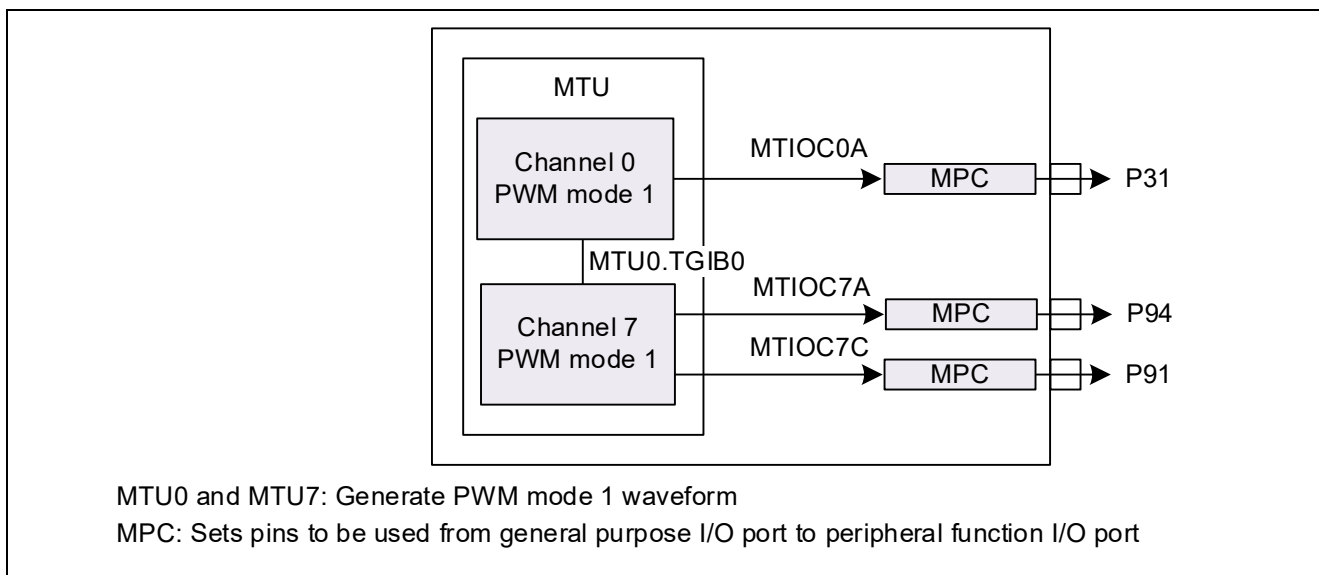 MTU
Channel 0
PWM mode 1
MTIOC0A
MPC
P31
MTU0.TGIB0
Channel 7
PWM mode 1
MTIOC7A
MPC
P94
MTIOC7C
MPC
P91
MTU0 and MTU7: Generate PWM mode 1 waveform
MPC: Sets pins to be used from general purpose I/O port to peripheral function I/O port